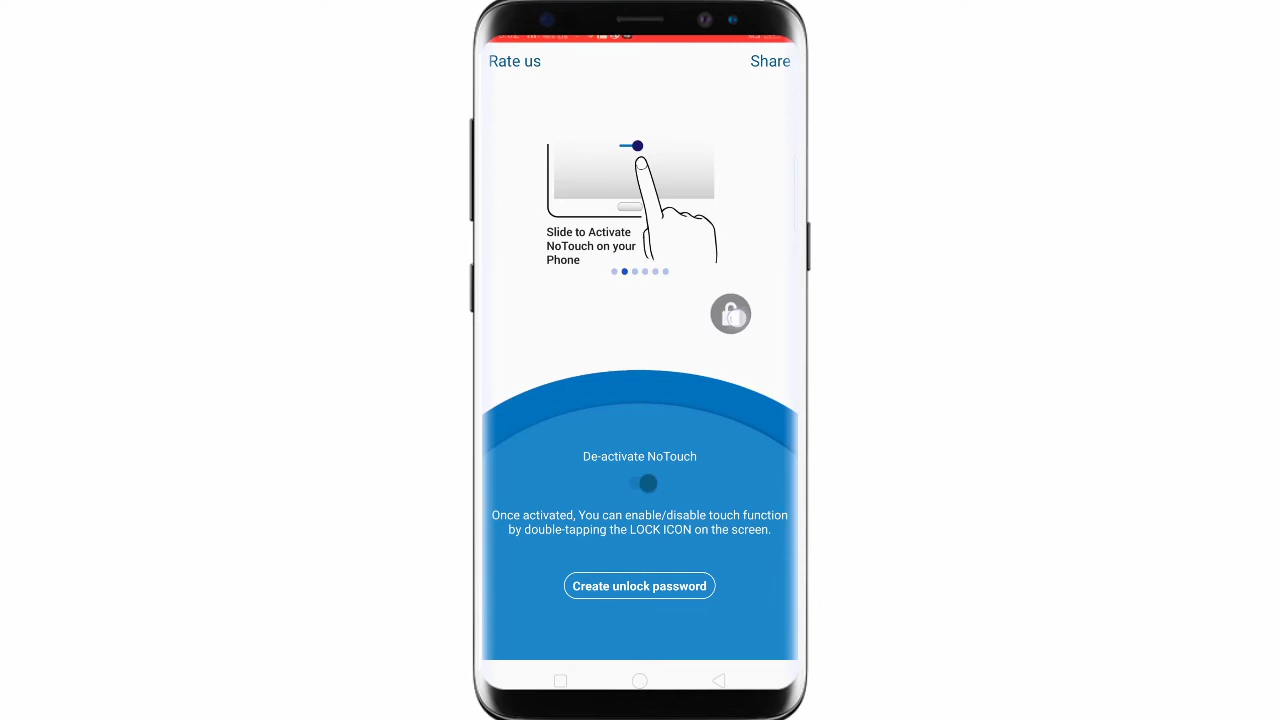 Rate us
Share
Slide to Activate
NoTouch on your
Phone
De-activate NoTouch
Once activated, You can enable/disable touch function
by double-tapping the LOCK ICON on the screen.
Create unlock password